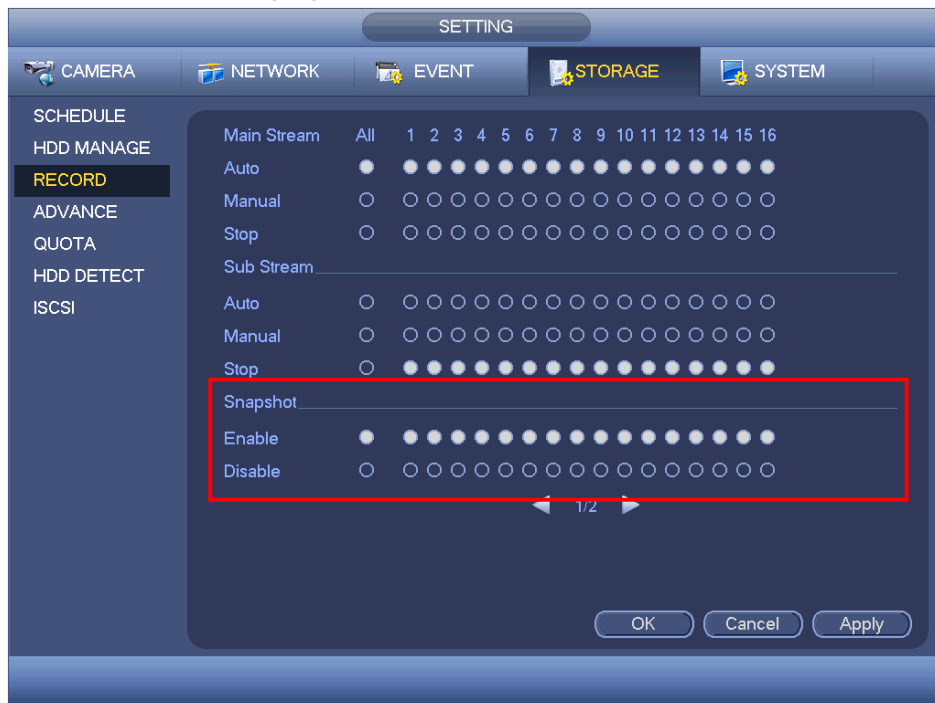 SETTING
CAMERA NETWORK EVENT STORAGE SYSTEM
SCHEDULE
HDD MANAGE
RECORD
ADVANCE
QUOTA
HDD DETECT
ISCSI
Main Stream All 1 2 3 4 5 6 7 8 9 10 11 12 13 14 15 16
Auto
Manual
Stop
Sub Stream
Auto
Manual
Stop
Snapshot
Enable
Disable
1/2
OK Cancel Apply